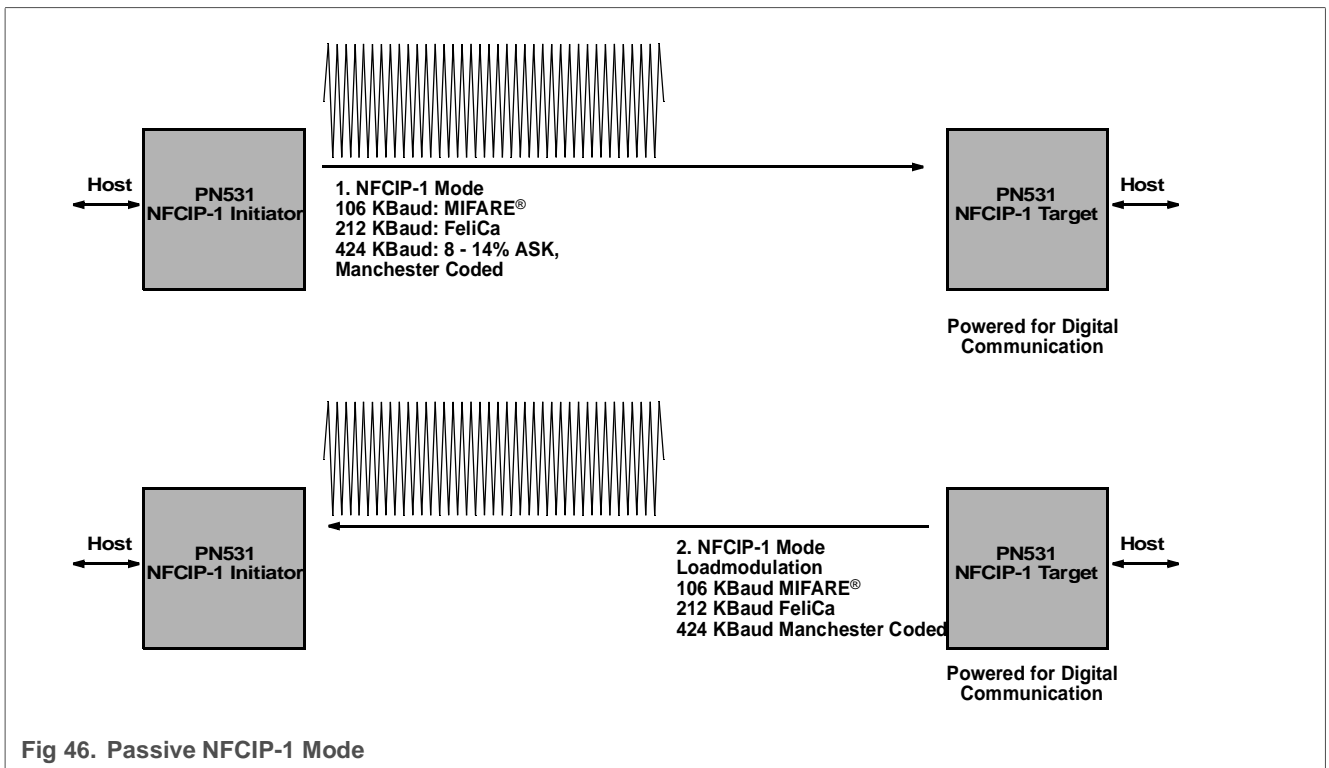 Host
PN531
NFCIP-1 Initiator
1. NFCIP-1 Mode
106 KBaud: MIFARE®
212 KBaud: FeliCa
424 KBaud: 8 - 14% ASK,
Manchester Coded
PN531
NFCIP-1 Target
Host
Powered for Digital
Communication
Host
PN531
NFCIP-1 Initiator
2. NFCIP-1 Mode
Loadmodulation
106 KBaud MIFARE®
212 KBaud FeliCa
424 KBaud Manchester Coded
PN531
NFCIP-1 Target
Host
Powered for Digital
Communication
Fig 46. Passive NFCIP-1 Mode